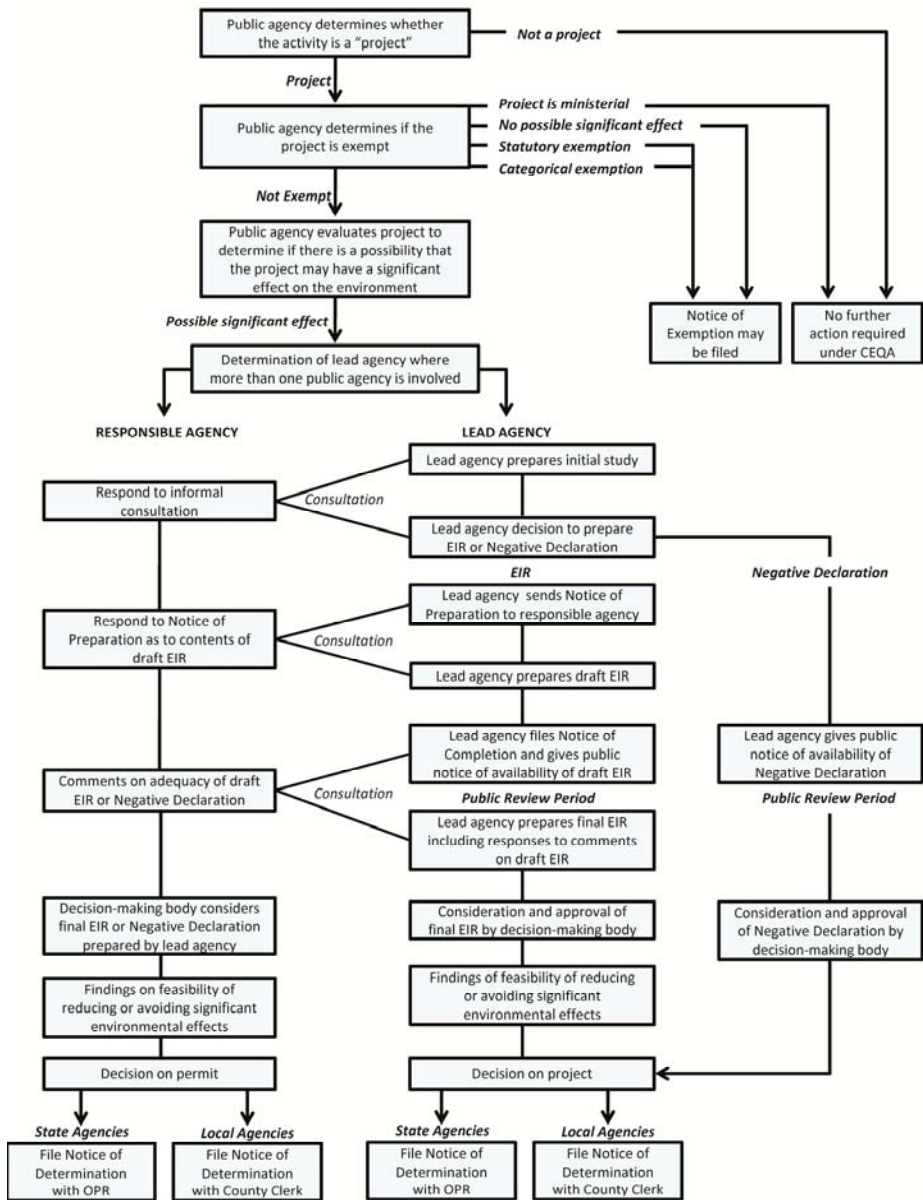 Public agency determines whether
the activity is a “project”
Not a project
Project
Public agency determines if the
project is exempt
Project is ministerial
No possible significant effect
Statutory exemption
Categorical exemption
Not Exempt
Public agency evaluates project to
determine if there is a possibility that
the project may have a significant
effect on the environment
Notice of
Exemption may
be filed
No further
action required
under CEQA
Possible significant effect
Determination of lead agency where
more than one public agency is involved
RESPONSIBLE AGENCY
LEAD AGENCY
Lead agency prepares initial study
Respond to informal
consultation
Consultation
Lead agency decision to prepare
EIR or Negative Declaration
EIR
Negative Declaration
Lead agency sends Notice of
Preparation to responsible agency
Respond to Notice of
Preparation as to contents of
draft EIR
Consultation
Lead agency prepares draft EIR
Lead agency files Notice of
Completion and gives public
notice of availability of draft EIR
Lead agency gives public
notice of availability of
Negative Declaration
Comments on adequacy of draft
EIR or Negative Declaration
Consultation
Public Review Period
Public Review Period
Lead agency prepares final EIR
including responses to comments
on draft EIR
Decision-making body considers
final EIR or Negative Declaration
prepared by lead agency
Consideration and approval of
final EIR by decision-making body
Consideration and approval
of Negative Declaration by
decision-making body
Findings on feasibility of
reducing or avoiding significant
environmental effects
Findings of feasibility of reducing
or avoiding significant
environmental effects
Decision on permit
Decision on project
State Agencies
Local Agencies
State Agencies
Local Agencies
File Notice of
Determination
with OPR
File Notice of
Determination
with County Clerk
File Notice of
Determination
with OPR
File Notice of
Determination
with County Clerk